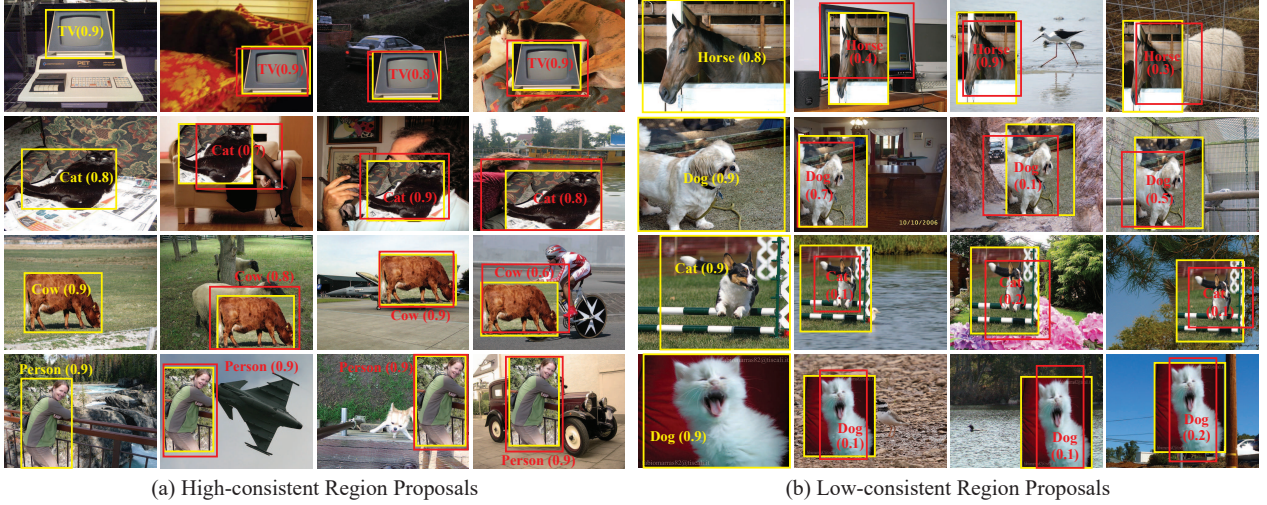 TV(0.9)
TV(0.9)
TV(0.8)
TV(0.9)
Horse (0.8)
Horse
(0.4)
Horse
(0.9)
Horse
(0.3)
Cat (0.8)
Cat
Cat (0.9)
Cat (0.8)
Dog (0.9)
Dog
(0.7)
10/10/2006
Dog
(0.1)
Dog
(0.5)
Cow (0.9)
Cow (0.8)
Cow (0.9)
Cow (0.6)
Cat (0.9)
Cat
(0.1)
Cat
(0.2)
Cat
(0.1)
Person (0.9)
Person (0.9)
Person (0.9)
Person (0.9)
Dog (0.9)
Dog
(0.1)
Dog
(0.1)
Dog
(0.2)
(a) High-consistent Region Proposals
(b) Low-consistent Region Proposals